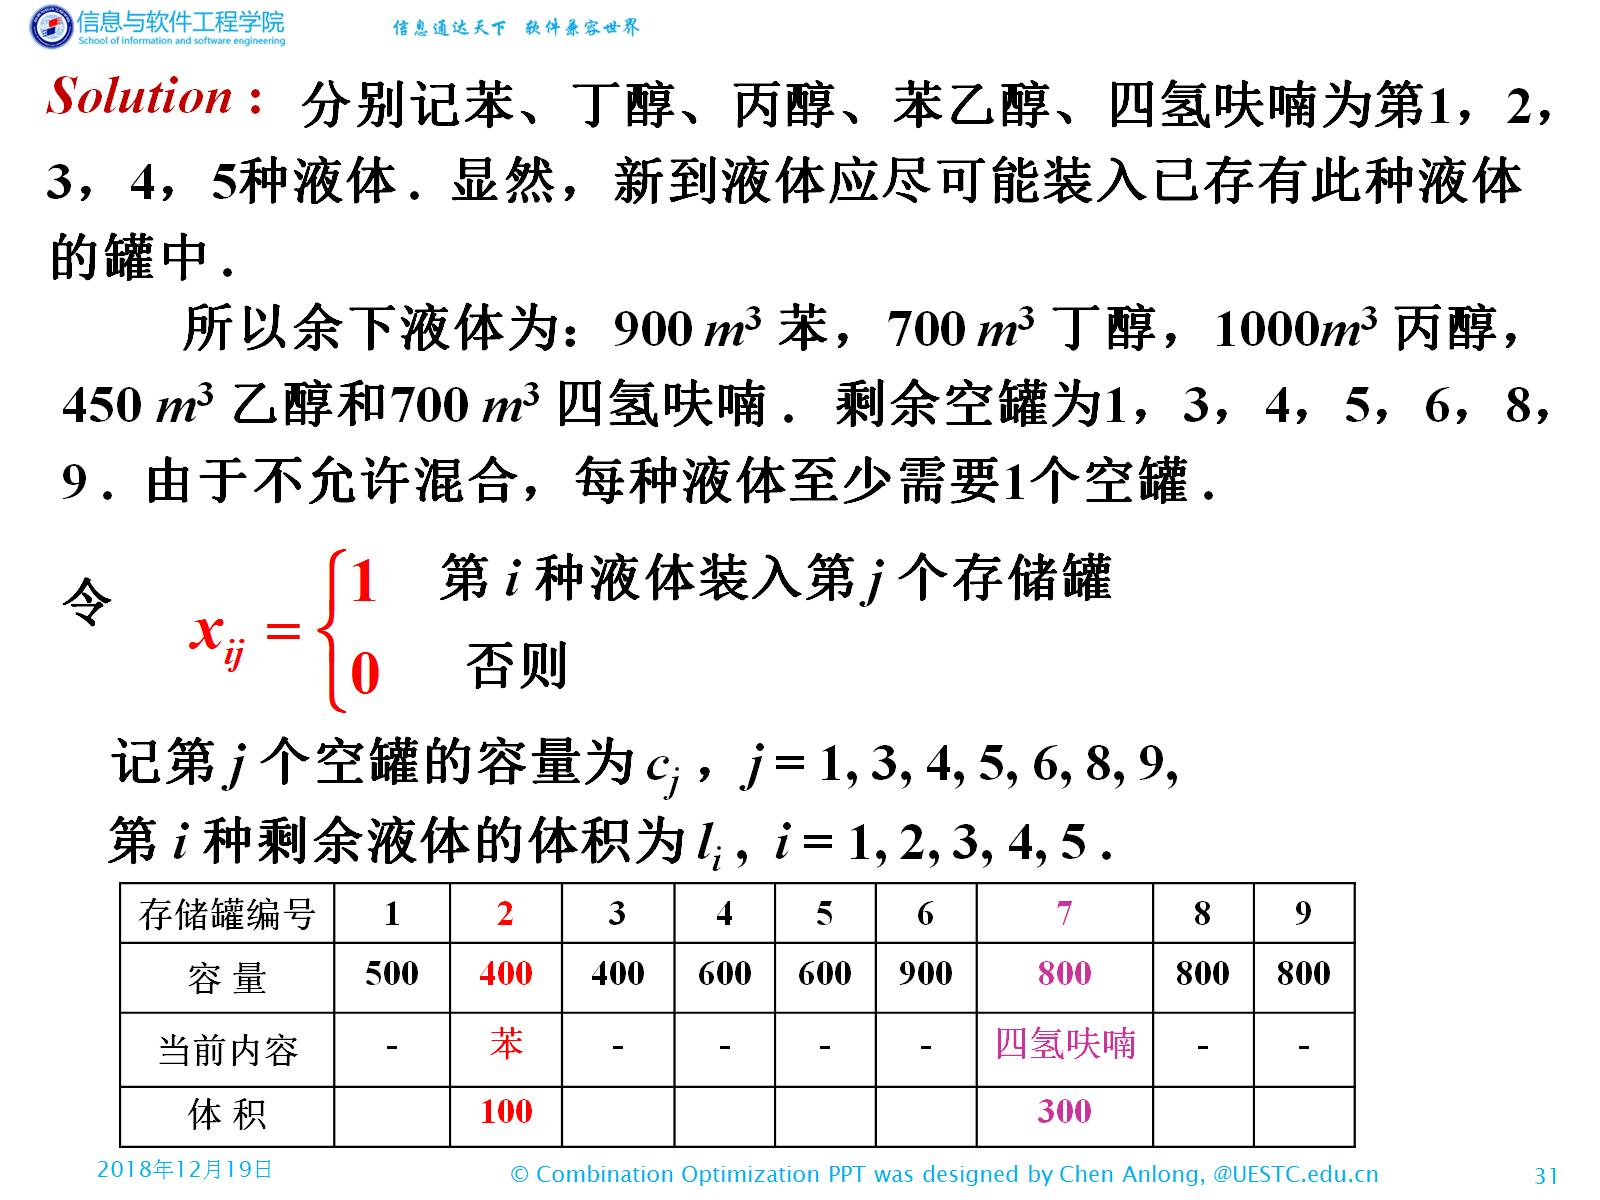 信息与软件工程学院
School of information and software engineering
信息通达天下 软件兼容世界
Solution： 分别记苯、丁醇、丙醇、苯乙醇、四氢呋喃为第1，2，
3，4，5种液体．显然，新到液体应尽可能装入已存有此种液体
的罐中．
所以余下液体为：900 m³ 苯，700 m³ 丁醇，1000m³ 丙醇，
450 m³ 乙醇和700 m³ 四氢呋喃．剩余空罐为1，3，4，5，6，8，
9．由于不允许混合，每种液体至少需要1个空罐．
令 xij = { 1 第 i 种液体装入第 j 个存储罐
0 否则
记第 j 个空罐的容量为 cj ，j = 1, 3, 4, 5, 6, 8, 9,
第 i 种剩余液体的体积为 li , i = 1, 2, 3, 4, 5 .
存储罐编号 1 2 3 4 5 6 7 8 9
容 量 500 400 400 600 600 900 800 800 800
当前内容 - 苯 - - - - 四氢呋喃 - -
体 积 100 300
2018年12月19日 © Combination Optimization PPT was designed by Chen Anlong, @UESTC.edu.cn 31